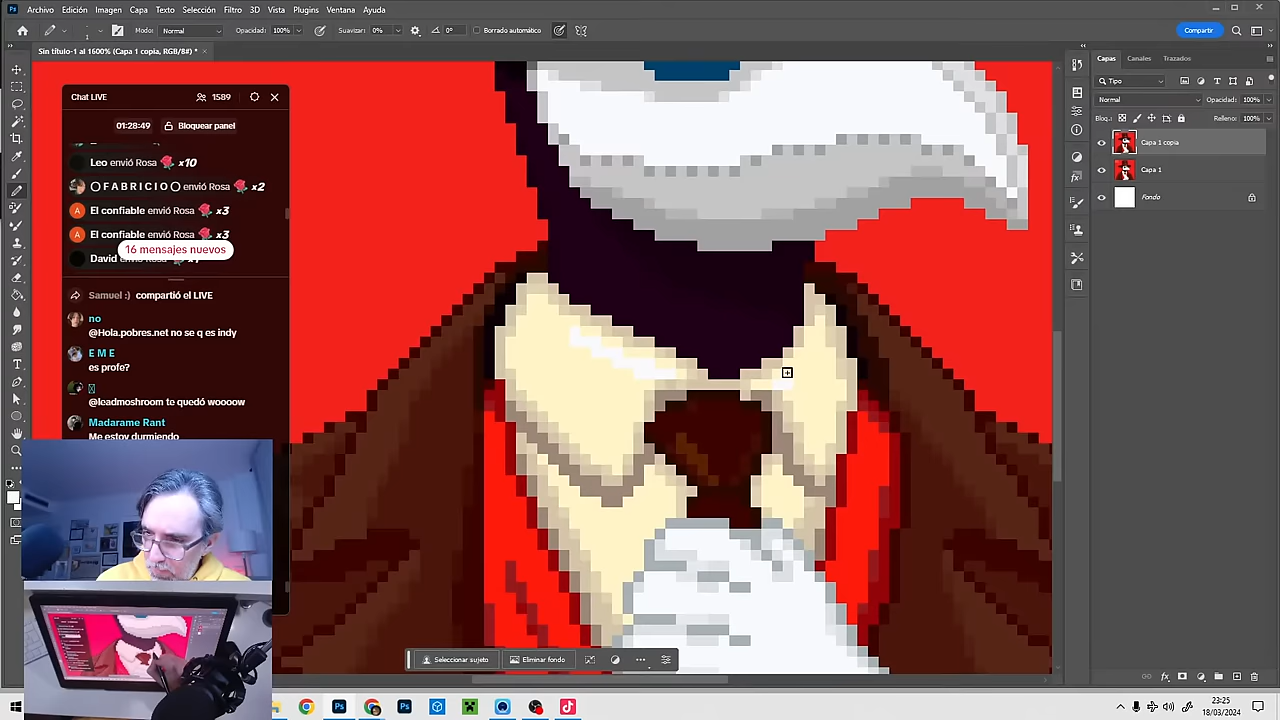 Archivo Edición Imagen Capa Texto Selección Filtro 3D Vista Plugins Ventana Ayuda
Modo: Normal Opacidad: 100% Suavizar: 0% 0° Borrado automático Compartir
Sin título-1 al 1600% (Capa 1 copia, RGB/8#) *
Chat LIVE 1589
01:28:49 Bloquear panel
Leo envió Rosa x10
F A B R I C I O envió Rosa x2
El confiable envió Rosa x3
El confiable envió Rosa x3
16 mensajes nuevos
David
Samuel :) compartió el LIVE
no
@Hola.pobres.net no se q es indy
E M E
es profe?
@leadmoshroom te quedó woooow
Madarame Rant
Me estoy durmiendo
Capas Canales Trazados
Tipo
Normal Opacidad: 100%
Bloq.: Relleno: 100%
Capa 1 copia
Capa 1
Fondo
Seleccionar sujeto Eliminar fondo
23:25
18/03/2024